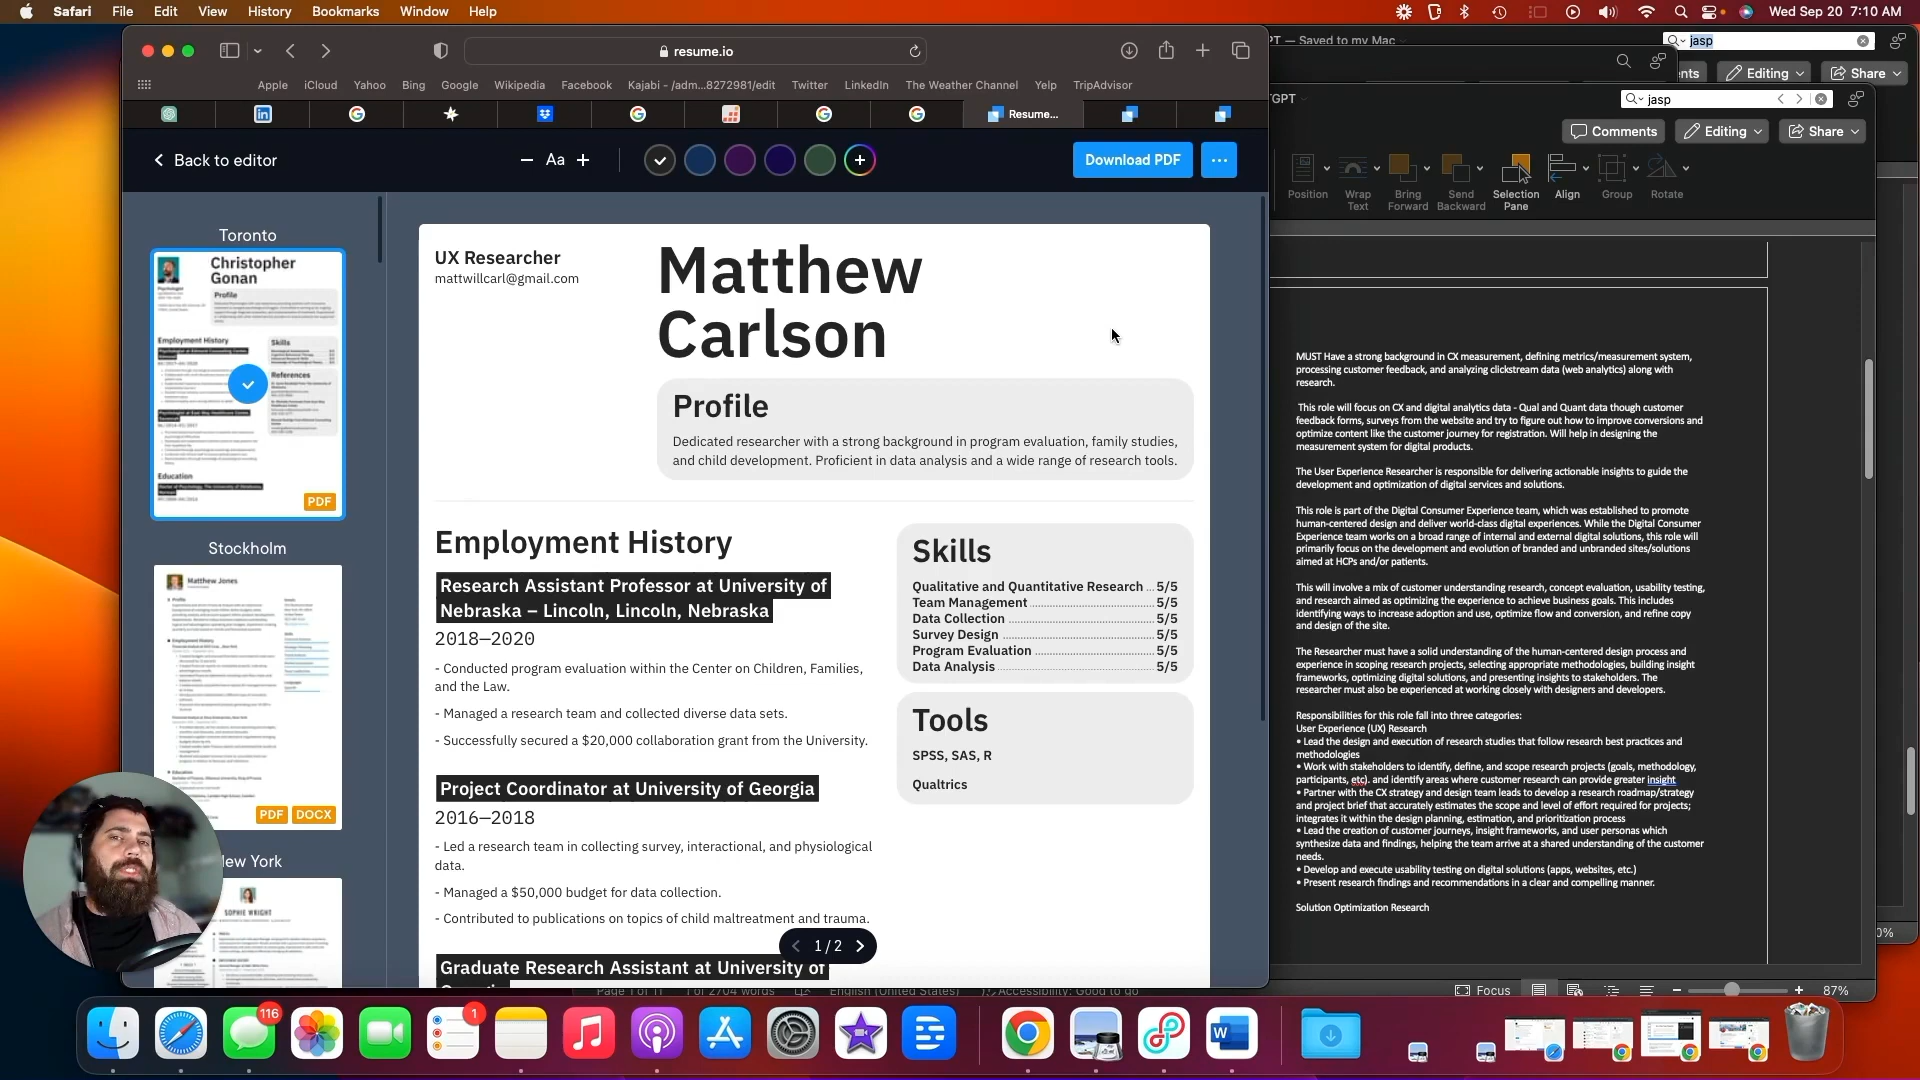 Safari File Edit View History Bookmarks Window Help
Wed Sep 20 7:10 AM
resume.io
Apple iCloud Yahoo Bing Google Wikipedia Facebook Kajabi - /adm...8272981/edit Twitter LinkedIn The Weather Channel Yelp TripAdvisor
Resume...
Back to editor
Aa
Download PDF
Toronto
Christopher
Gonan
Profile
Employment History
Skills
References
Education
PDF
Stockholm
Matthew Jones
PDF DOCX
ew York
SOPHIE WRIGHT
UX Researcher
mattwillcarl@gmail.com
Matthew
Carlson
Profile
Dedicated researcher with a strong background in program evaluation, family studies,
and child development. Proficient in data analysis and a wide range of research tools.
Employment History
Research Assistant Professor at University of
Nebraska – Lincoln, Lincoln, Nebraska
2018—2020
- Conducted program evaluation within the Center on Children, Families,
and the Law.
- Managed a research team and collected diverse data sets.
- Successfully secured a $20,000 collaboration grant from the University.
Project Coordinator at University of Georgia
2016—2018
- Led a research team in collecting survey, interactional, and physiological
data.
- Managed a $50,000 budget for data collection.
- Contributed to publications on topics of child maltreatment and trauma.
Graduate Research Assistant at University of
1 / 2
Skills
Qualitative and Quantitative Research 5/5
Team Management 5/5
Data Collection 5/5
Survey Design 5/5
Program Evaluation 5/5
Data Analysis 5/5
Tools
SPSS, SAS, R
Qualtrics
PT — Saved to my Mac
jasp
ents Editing Share
GPT
jasp
Comments Editing Share
Position
Wrap
Text
Bring
Forward
Send
Backward
Selection
Pane
Align
Group
Rotate
MUST Have a strong background in CX measurement, defining metrics/measurement system,
processing customer feedback, and analyzing clickstream data (web analytics) along with
research.
This role will focus on CX and digital analytics data - Qual and Quant data though customer
feedback forms, surveys from the website and try to figure out how to improve conversions and
optimize content like the customer journey for registration. Will help in designing the
measurement system for digital products.
The User Experience Researcher is responsible for delivering actionable insights to guide the
development and optimization of digital services and solutions.
This role is part of the Digital Consumer Experience team, which was established to promote
human-centered design and deliver world-class digital experiences. While the Digital Consumer
Experience team works on a broad range of internal and external digital solutions, this role will
primarily focus on the development and evolution of branded and unbranded sites/solutions
aimed at HCPs and/or patients.
This will involve a mix of customer understanding research, concept evaluation, usability testing,
and research aimed as optimizing the experience to achieve business goals. This includes
identifying ways to increase adoption and use, optimize flow and conversion, and refine copy
and design of the site.
The Researcher must have a solid understanding of the human-centered design process and
experience in scoping research projects, selecting appropriate methodologies, building insight
frameworks, optimizing digital solutions, and presenting insights to stakeholders. The
researcher must also be experienced at working closely with designers and developers.
Responsibilities for this role fall into three categories:
User Experience (UX) Research
• Lead the design and execution of research studies that follow research best practices and
methodologies
• Work with stakeholders to identify, define, and scope research projects (goals, methodology,
participants, etc). and identify areas where customer research can provide greater insight
• Partner with the CX strategy and design team leads to develop a research roadmap/strategy
and project brief that accurately estimates the scope and level of effort required for projects;
integrates it within the design planning, estimation, and prioritization process
• Lead the creation of customer journeys, insight frameworks, and user personas which
synthesize data and findings, helping the team arrive at a shared understanding of the customer
needs.
• Develop and execute usability testing on digital solutions (apps, websites, etc.)
• Present research findings and recommendations in a clear and compelling manner.
Solution Optimization Research
0%
Page 1 of 11 1 of 2704 words English (United States) Accessibility: Good to go
Focus
87%
116
1